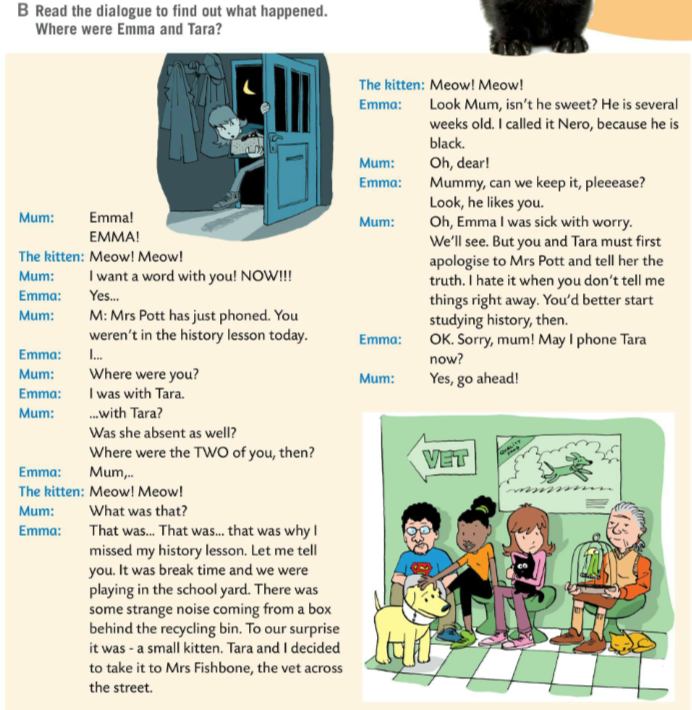 B Read the dialogue to find out what happened.
Where were Emma and Tara?
Mum: Emma!
EMMA!
The kitten: Meow! Meow!
Mum: I want a word with you! NOW!!!
Emma: Yes...
Mum: M: Mrs Pott has just phoned. You
weren't in the history lesson today.
Emma: I...
Mum: Where were you?
Emma: I was with Tara.
Mum: ...with Tara?
Was she absent as well?
Where were the TWO of you, then?
Emma: Mum,..
The kitten: Meow! Meow!
Mum: What was that?
Emma: That was... That was... that was why I
missed my history lesson. Let me tell
you. It was break time and we were
playing in the school yard. There was
some strange noise coming from a box
behind the recycling bin. To our surprise
it was - a small kitten. Tara and I decided
to take it to Mrs Fishbone, the vet across
the street.
The kitten: Meow! Meow!
Emma: Look Mum, isn't he sweet? He is several
weeks old. I called it Nero, because he is
black.
Mum: Oh, dear!
Emma: Mummy, can we keep it, pleeease?
Look, he likes you.
Mum: Oh, Emma I was sick with worry.
We'll see. But you and Tara must first
apologise to Mrs Pott and tell her the
truth. I hate it when you don't tell me
things right away. You'd better start
studying history, then.
Emma: OK. Sorry, mum! May I phone Tara
now?
Mum: Yes, go ahead!
VET